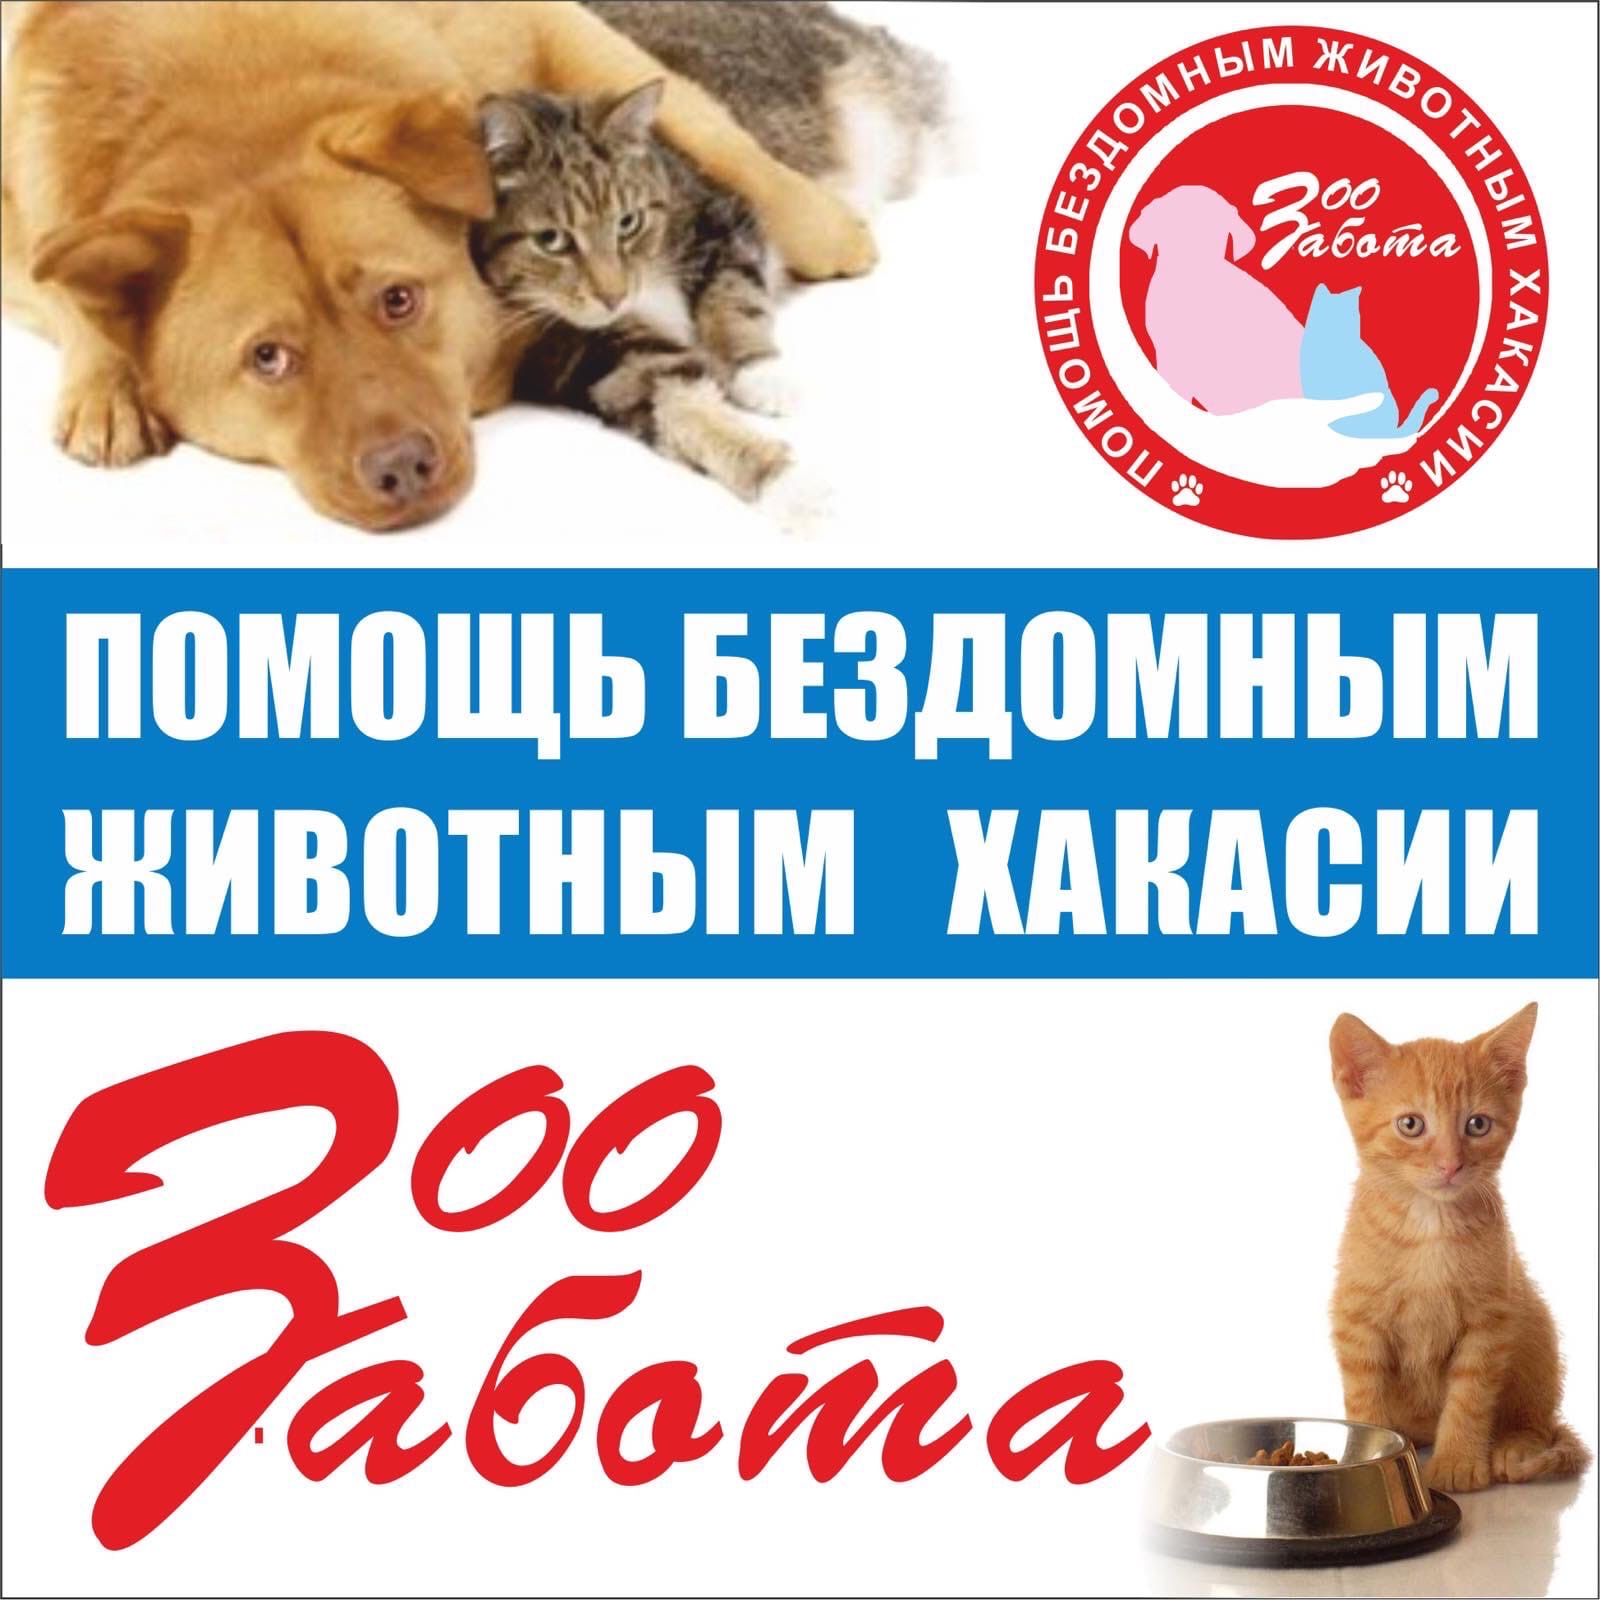 ПОМОЩЬ БЕЗДОМНЫМ ЖИВОТНЫМ ХАКАСИИ
Зоо
Забота
ПОМОЩЬ БЕЗДОМНЫМ
ЖИВОТНЫМ ХАКАСИИ
Зоо
Забота